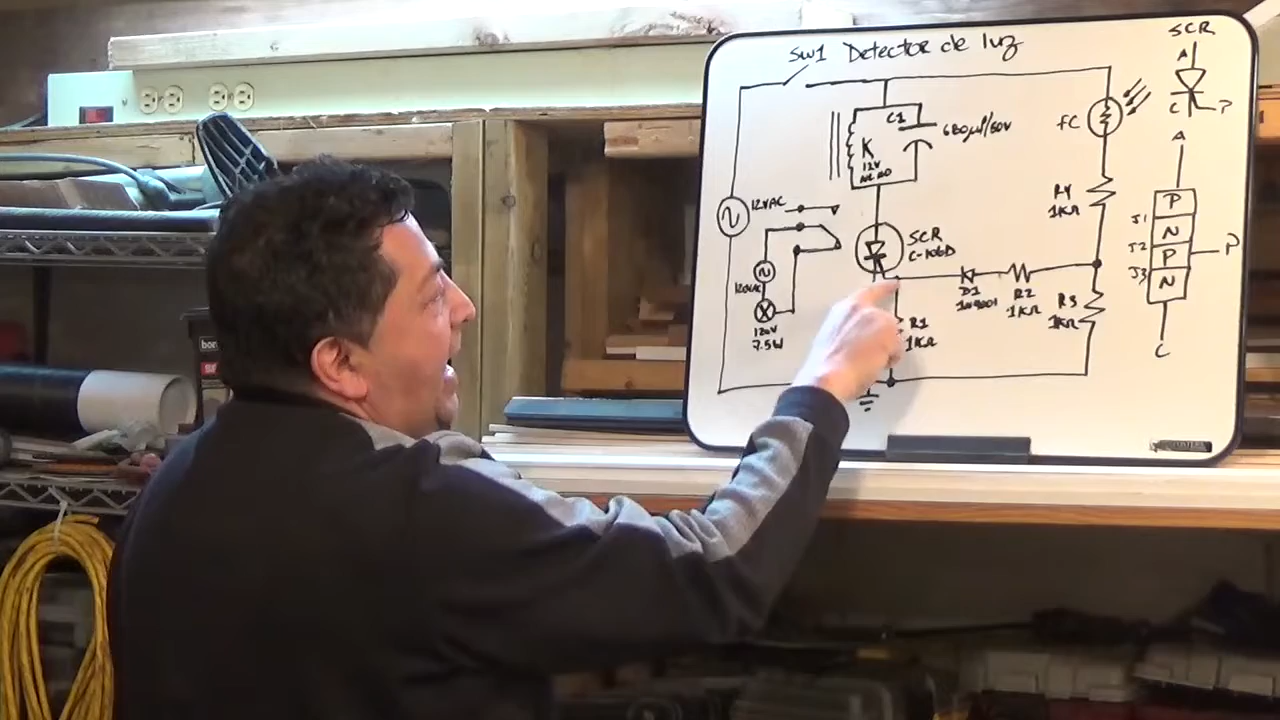 SW1 Detector de luz
SCR
A
C
P
C1
680µf/50V
K
12V
fC
12VAC
R4
1KΩ
SCR
C-106D
120VAC
120V
7.5W
D1
1N4001
R2
1KΩ
R3
1KΩ
R1
1KΩ
A
P
J1
N
J2
P
P
J3
N
C